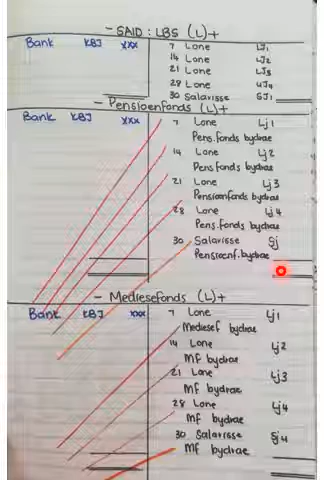 - SAID : LBS (L)+
Bank KBJ xxx 7 Lone LJ1
14 Lone LJ2
21 Lone LJ3
28 Lone LJ4
30 Salarisse SJ1
- Pensioenfonds (L)+
Bank KBJ xxx 7 Lone Lj1
Pens.fonds bydrae
14 Lone Lj2
Pens.fonds bydrae
21 Lone Lj3
Pensioenfonds bydrae
28 Lone Lj4
Pens.fonds bydrae
30 Salarisse Sj
Pensioenf.bydrae
- Mediesefonds (L)+
Bank KBJ xxx 7 Lone Lj1
Mediesef bydrae
14 Lone Lj2
MF bydrae
21 Lone Lj3
MF bydrae
28 Lone Lj4
MF bydrae
30 Salarisse Sj4
MF bydrae